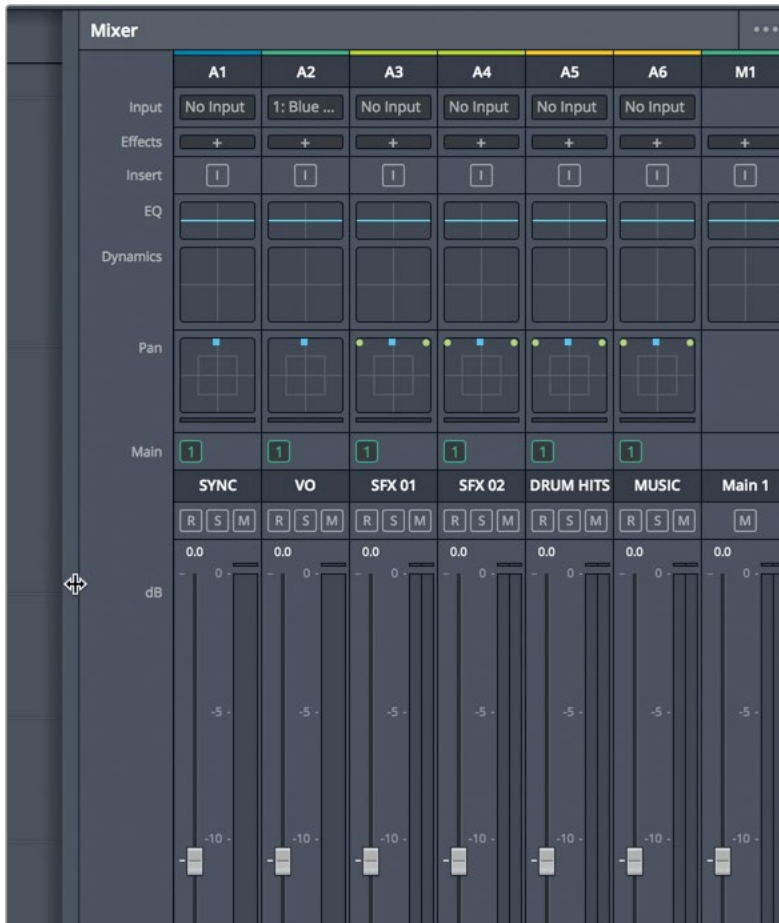 Mixer
A1 A2 A3 A4 A5 A6 M1
Input No Input 1: Blue ... No Input No Input No Input No Input
Effects + + + + + + +
Insert I I I I I I I
EQ
Dynamics
Pan
Main 1 1 1 1 1 1
SYNC VO SFX 01 SFX 02 DRUM HITS MUSIC Main 1
R S M R S M R S M R S M R S M R S M M
0.0 0.0 0.0 0.0 0.0 0.0 0.0
0 0 0 0 0 0 0
dB
-5 -5 -5 -5 -5 -5 -5
-10 -10 -10 -10 -10 -10 -10